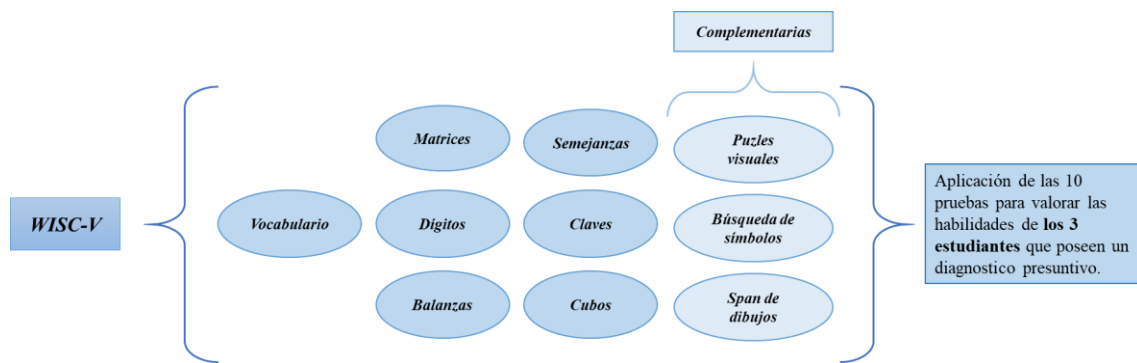 Complementarias
Matrices
Semejanzas
Puzles
visuales
WISC-V
Vocabulario
Dígitos
Claves
Búsqueda de
símbolos
Balanzas
Cubos
Span de
dibujos
Aplicación de las 10
pruebas para valorar las
habilidades de los 3
estudiantes que poseen un
diagnostico presuntivo.